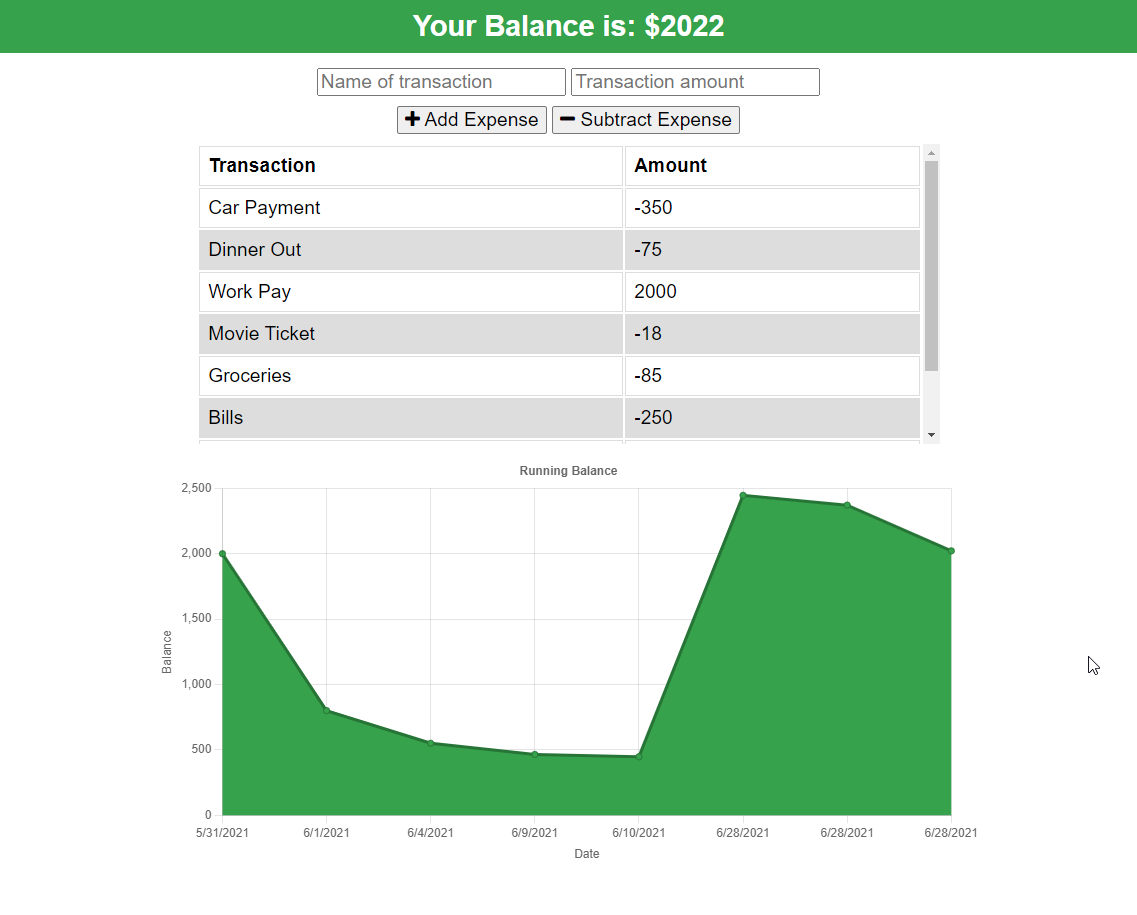 Your Balance is: $2022
Name of transaction Transaction amount
Add Expense Subtract Expense
Transaction Amount
Car Payment -350
Dinner Out -75
Work Pay 2000
Movie Ticket -18
Groceries -85
Bills -250
Running Balance
2,500
2,000
1,500
1,000
500
0
Balance
5/31/2021 6/1/2021 6/4/2021 6/9/2021 6/10/2021 6/28/2021 6/28/2021 6/28/2021
Date